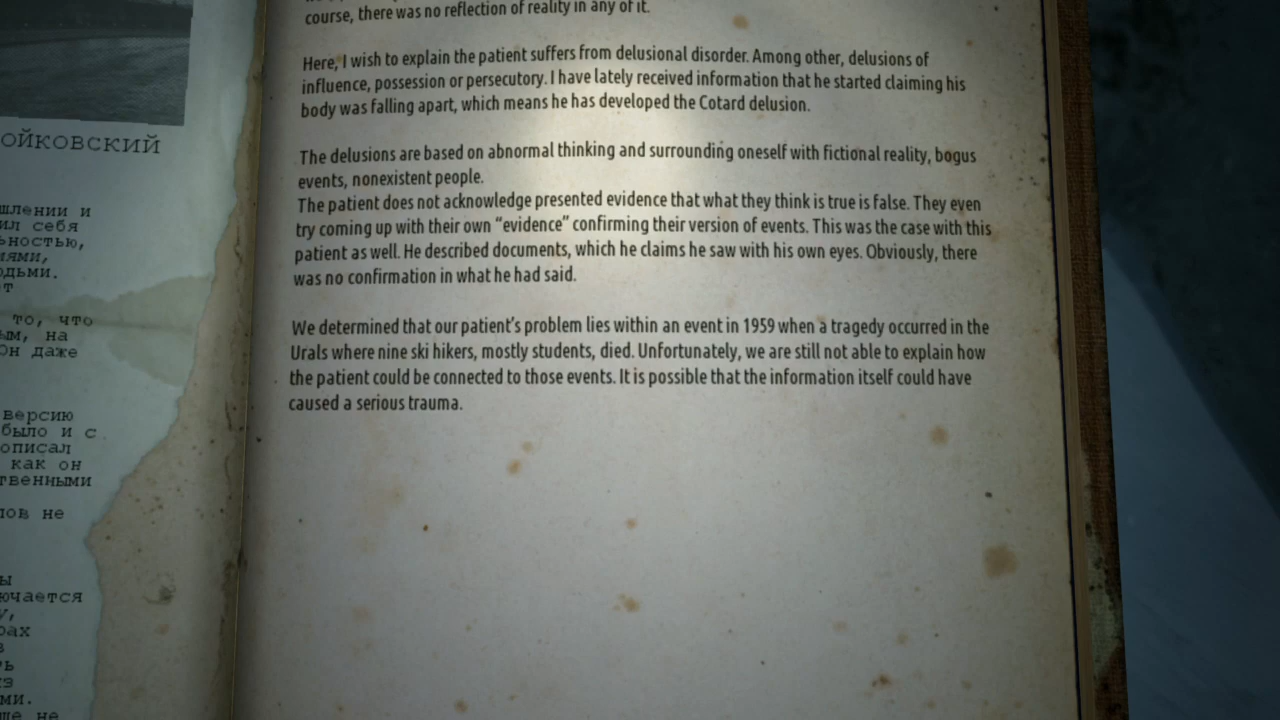 ойковский
шлении и
ил себя
ьностью,
иями,
одьми.
т
то, что
ым, на
Он даже
версию
было и с
описал
как он
твенными
лов не
ы
ючается
у,
рах
в
ь
из
ми.
ше не
course, there was no reflection of reality in any of it.
Here, I wish to explain the patient suffers from delusional disorder. Among other, delusions of
influence, possession or persecutory. I have lately received information that he started claiming his
body was falling apart, which means he has developed the Cotard delusion.
The delusions are based on abnormal thinking and surrounding oneself with fictional reality, bogus
events, nonexistent people.
The patient does not acknowledge presented evidence that what they think is true is false. They even
try coming up with their own “evidence” confirming their version of events. This was the case with this
patient as well. He described documents, which he claims he saw with his own eyes. Obviously, there
was no confirmation in what he had said.
We determined that our patient’s problem lies within an event in 1959 when a tragedy occurred in the
Urals where nine ski hikers, mostly students, died. Unfortunately, we are still not able to explain how
the patient could be connected to those events. It is possible that the information itself could have
caused a serious trauma.